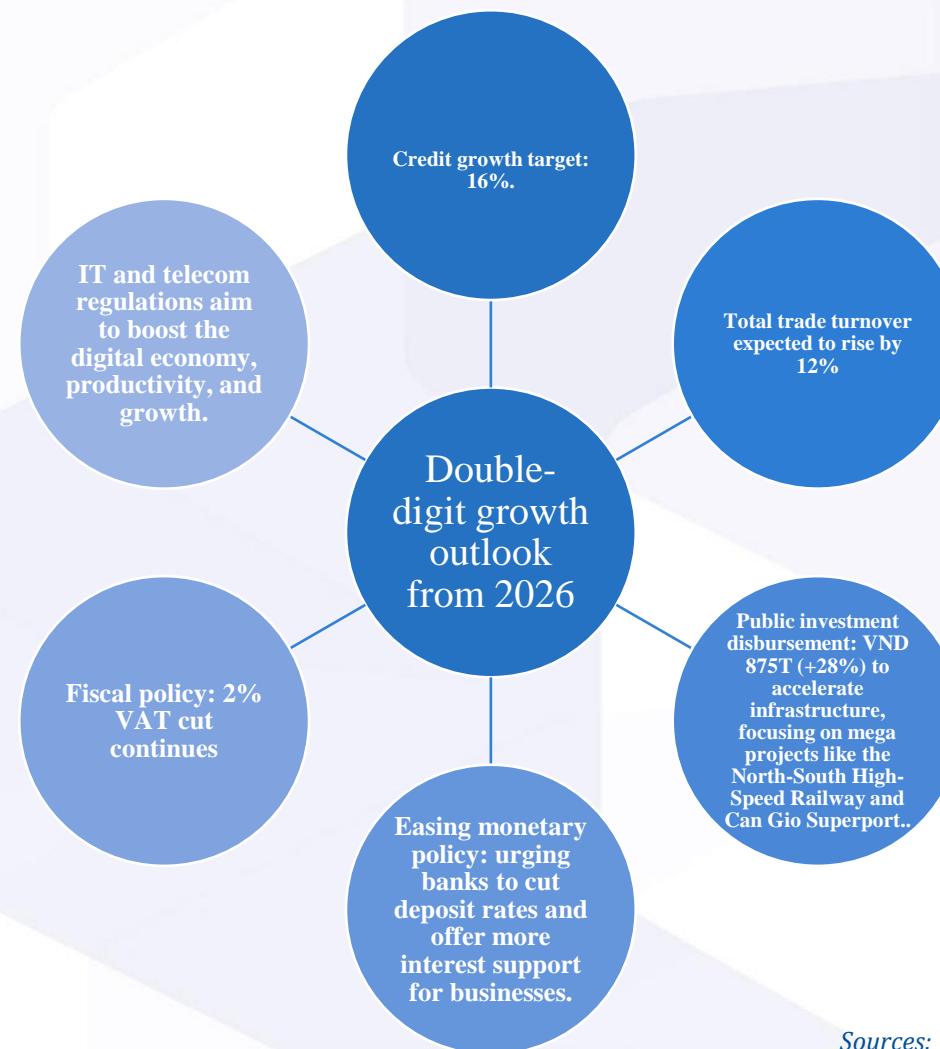 Credit growth target:
16%.
Total trade turnover
expected to rise by
12%
Public investment
disbursement: VND
875T (+28%) to
accelerate
infrastructure,
focusing on mega
projects like the
North-South High-
Speed Railway and
Can Gio Superport..
Easing monetary
policy: urging
banks to cut
deposit rates and
offer more
interest support
for businesses.
Fiscal policy: 2%
VAT cut
continues
IT and telecom
regulations aim
to boost the
digital economy,
productivity, and
growth.
Double-
digit growth
outlook
from 2026
Sources: